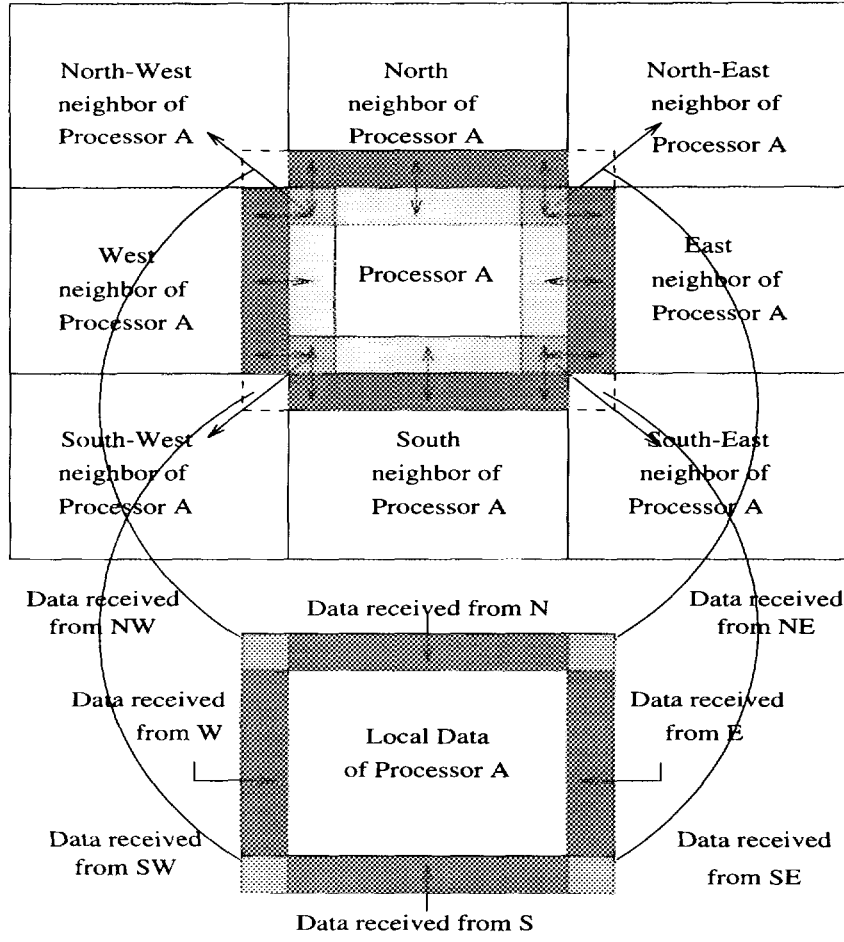 North-West
neighbor of
Processor A
North
neighbor of
Processor A
North-East
neighbor of
Processor A
West
neighbor of
Processor A
Processor A
East
neighbor of
Processor A
South-West
neighbor of
Processor A
South
neighbor of
Processor A
South-East
neighbor of
Processor A
Data received
from NW
Data received from N
Data received
from NE
Data received
from W
Local Data
of Processor A
Data received
from E
Data received
from SW
Data received
from SE
Data received from S